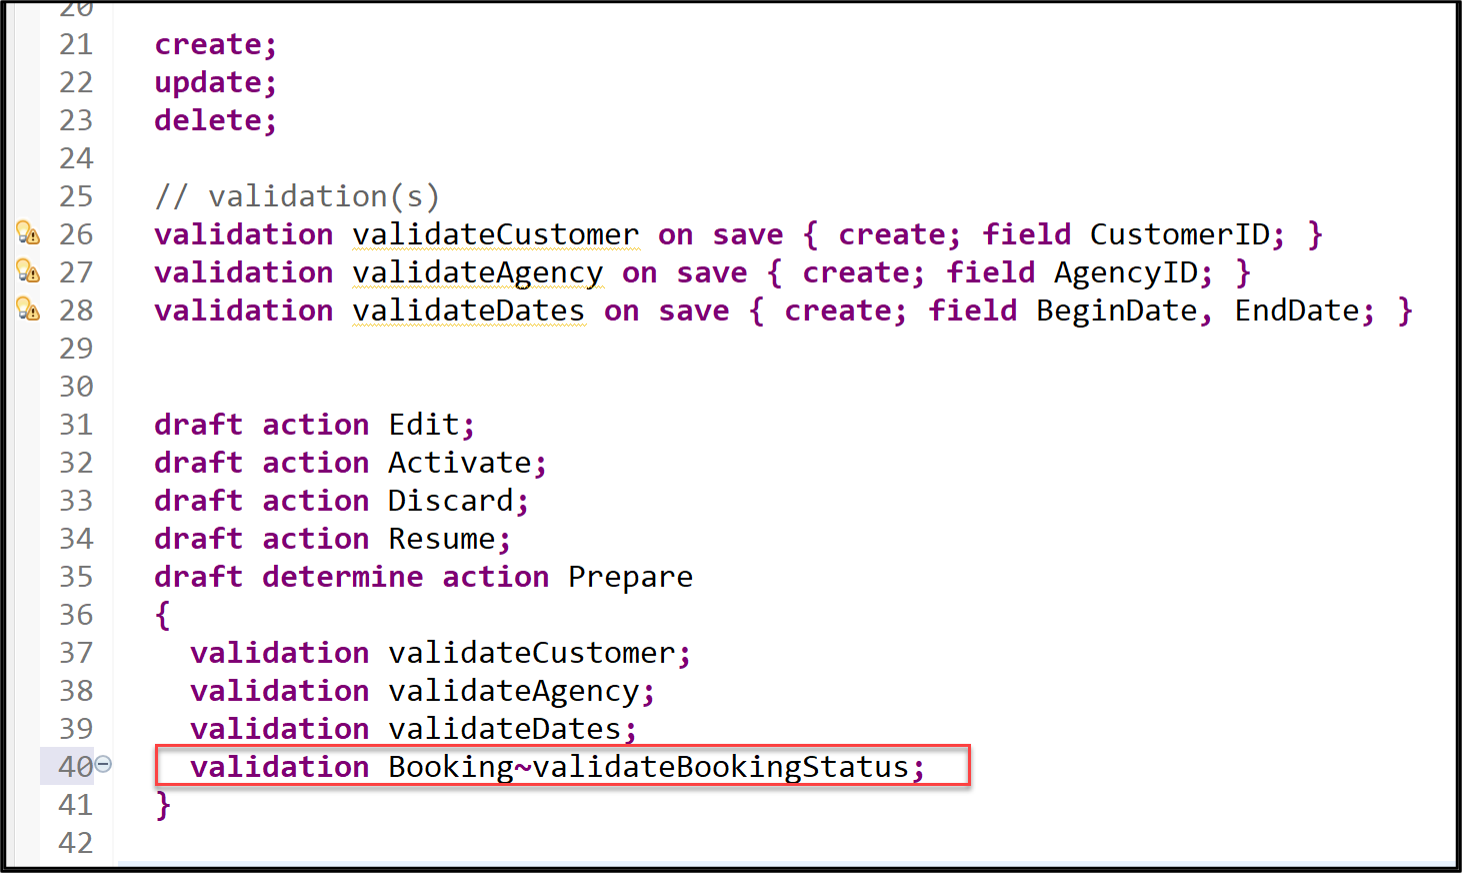 20
21 create;
22 update;
23 delete;
24
25 // validation(s)
26 validation validateCustomer on save { create; field CustomerID; }
27 validation validateAgency on save { create; field AgencyID; }
28 validation validateDates on save { create; field BeginDate, EndDate; }
29
30
31 draft action Edit;
32 draft action Activate;
33 draft action Discard;
34 draft action Resume;
35 draft determine action Prepare
36 {
37 validation validateCustomer;
38 validation validateAgency;
39 validation validateDates;
40 validation Booking~validateBookingStatus;
41 }
42